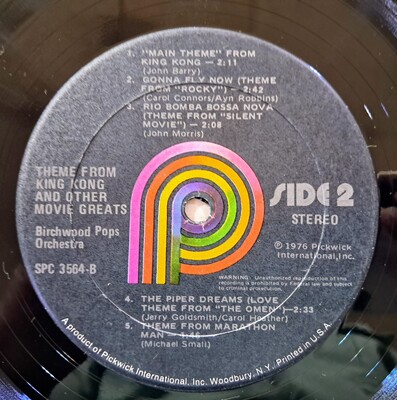 1. "MAIN THEME" FROM
KING KONG — 2:11
(John Barry)
2. GONNA FLY NOW (THEME
FROM "ROCKY") — 2:42
(Carol Connors/Ayn Robbins)
3. RIO BOMBA BOSSA NOVA
(THEME FROM "SILENT
MOVIE") — 2:08
(John Morris)
THEME FROM
KING KONG
AND OTHER
MOVIE GREATS
Birchwood Pops
Orchestra
SPC 3564-B
SIDE 2
STEREO
℗ 1976 Pickwick
International, Inc.
WARNING: Unauthorized reproduction of this
recording is prohibited by Federal law and subject
to criminal prosecution.
4. THE PIPER DREAMS (LOVE
THEME FROM "THE OMEN") — 2:33
(Jerry Goldsmith/Carol Heather)
5. THEME FROM MARATHON
MAN — 4:46
(Michael Small)
A product of Pickwick International, Inc. Woodbury, N.Y. Printed in U.S.A.